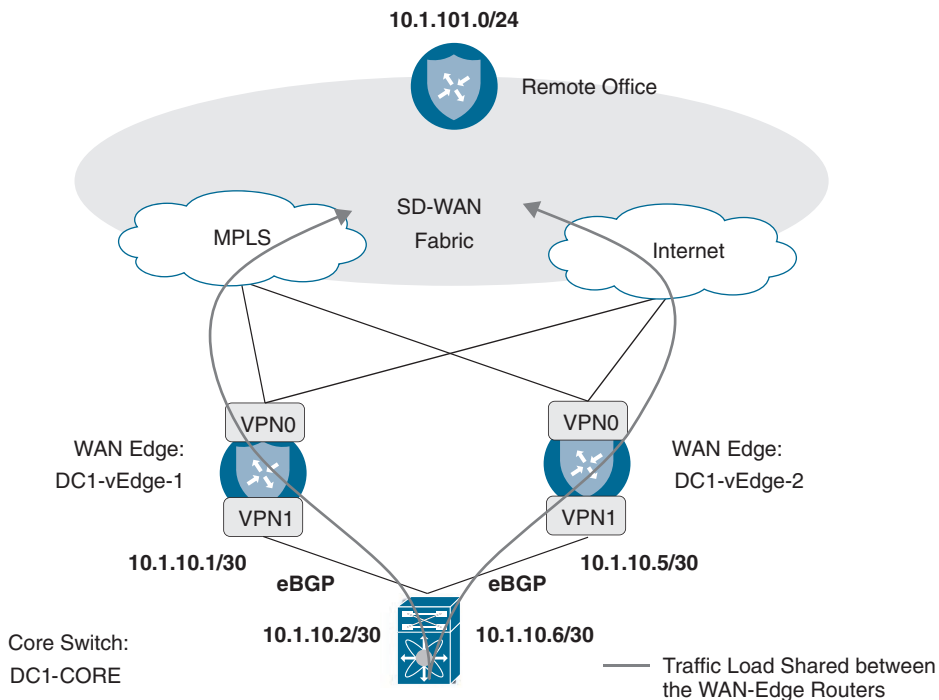 10.1.101.0/24
Remote Office
SD-WAN
Fabric
MPLS
Internet
VPN0
VPN0
WAN Edge:
DC1-vEdge-1
WAN Edge:
DC1-vEdge-2
VPN1
VPN1
10.1.10.1/30
10.1.10.5/30
eBGP
eBGP
10.1.10.2/30
10.1.10.6/30
Core Switch:
DC1-CORE
Traffic Load Shared between
the WAN-Edge Routers